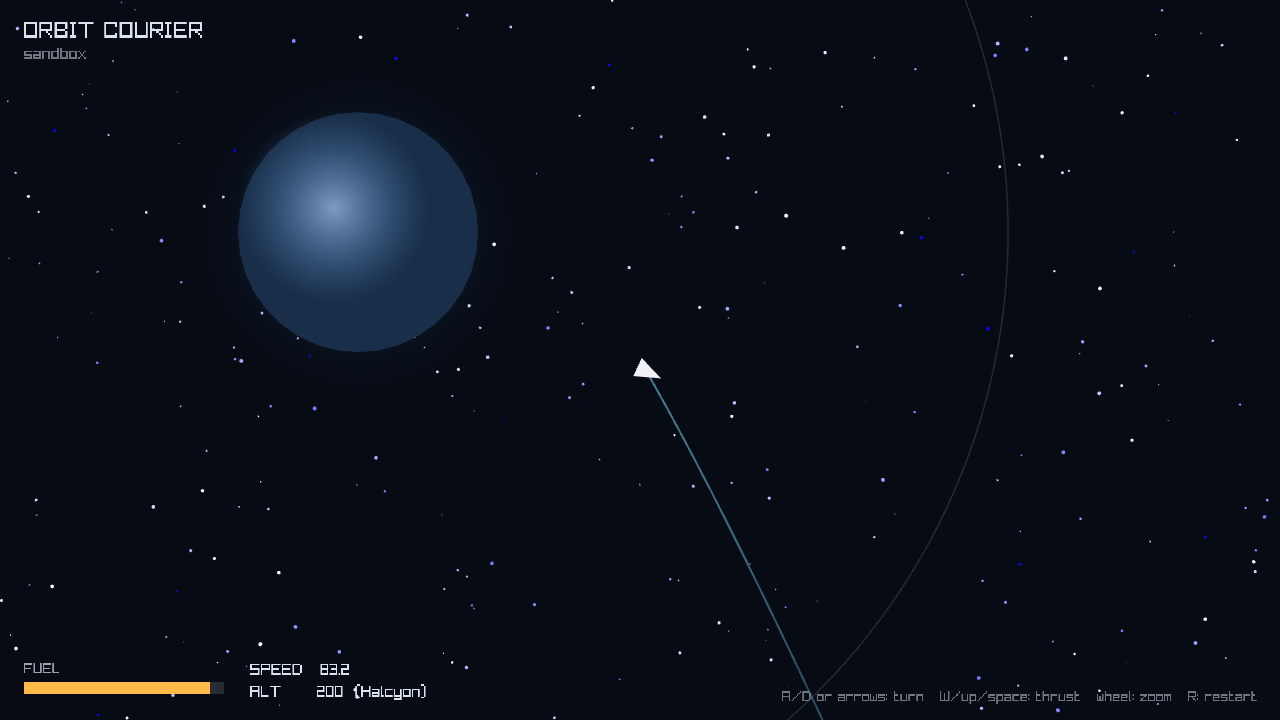 ORBIT COURIER
sandbox
FUEL
SPEED 83.2
ALT 200 (Halcyon)
A/D or arrows: turn W/up/space: thrust wheel: zoom R: restart